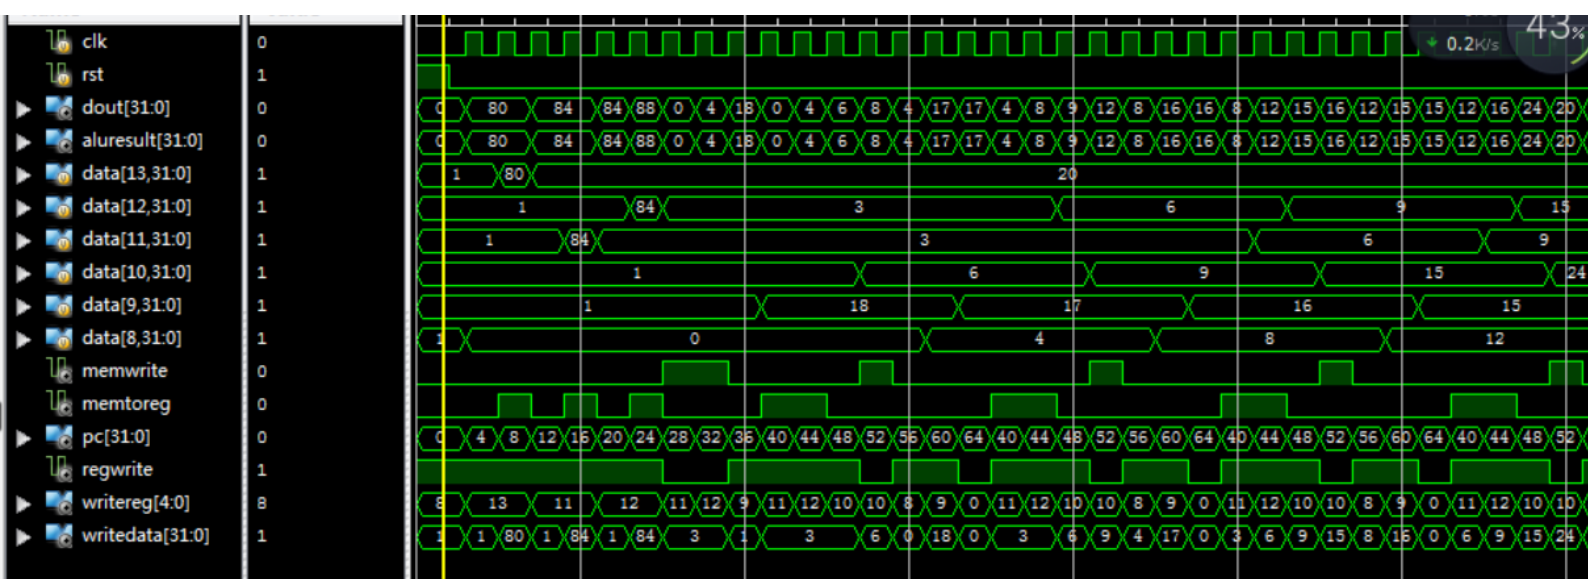 43%
0.2K/s
clk 0
rst 1
dout[31:0] 0 0 80 84 84 88 0 4 18 0 4 6 8 4 17 17 4 8 9 12 8 16 16 8 12 15 16 12 15 15 12 16 24 20
aluresult[31:0] 0 0 80 84 84 88 0 4 18 0 4 6 8 4 17 17 4 8 9 12 8 16 16 8 12 15 16 12 15 15 12 16 24 20
data[13,31:0] 1 1 80 20
data[12,31:0] 1 1 84 3 6 9 15
data[11,31:0] 1 1 84 3 6 9
data[10,31:0] 1 1 6 9 15 24
data[9,31:0] 1 1 18 17 16 15
data[8,31:0] 1 1 0 4 8 12
memwrite 0
memtoreg 0
pc[31:0] 0 0 4 8 12 16 20 24 28 32 36 40 44 48 52 56 60 64 40 44 48 52 56 60 64 40 44 48 52 56 60 64 40 44 48 52
regwrite 1
writereg[4:0] 8 8 13 11 12 11 12 9 11 12 10 10 8 9 0 11 12 10 10 8 9 0 11 12 10 10 8 9 0 11 12 10 10
writedata[31:0] 1 1 1 80 1 84 1 84 3 1 3 6 0 18 0 3 6 9 4 17 0 3 6 9 15 8 16 0 6 9 15 24